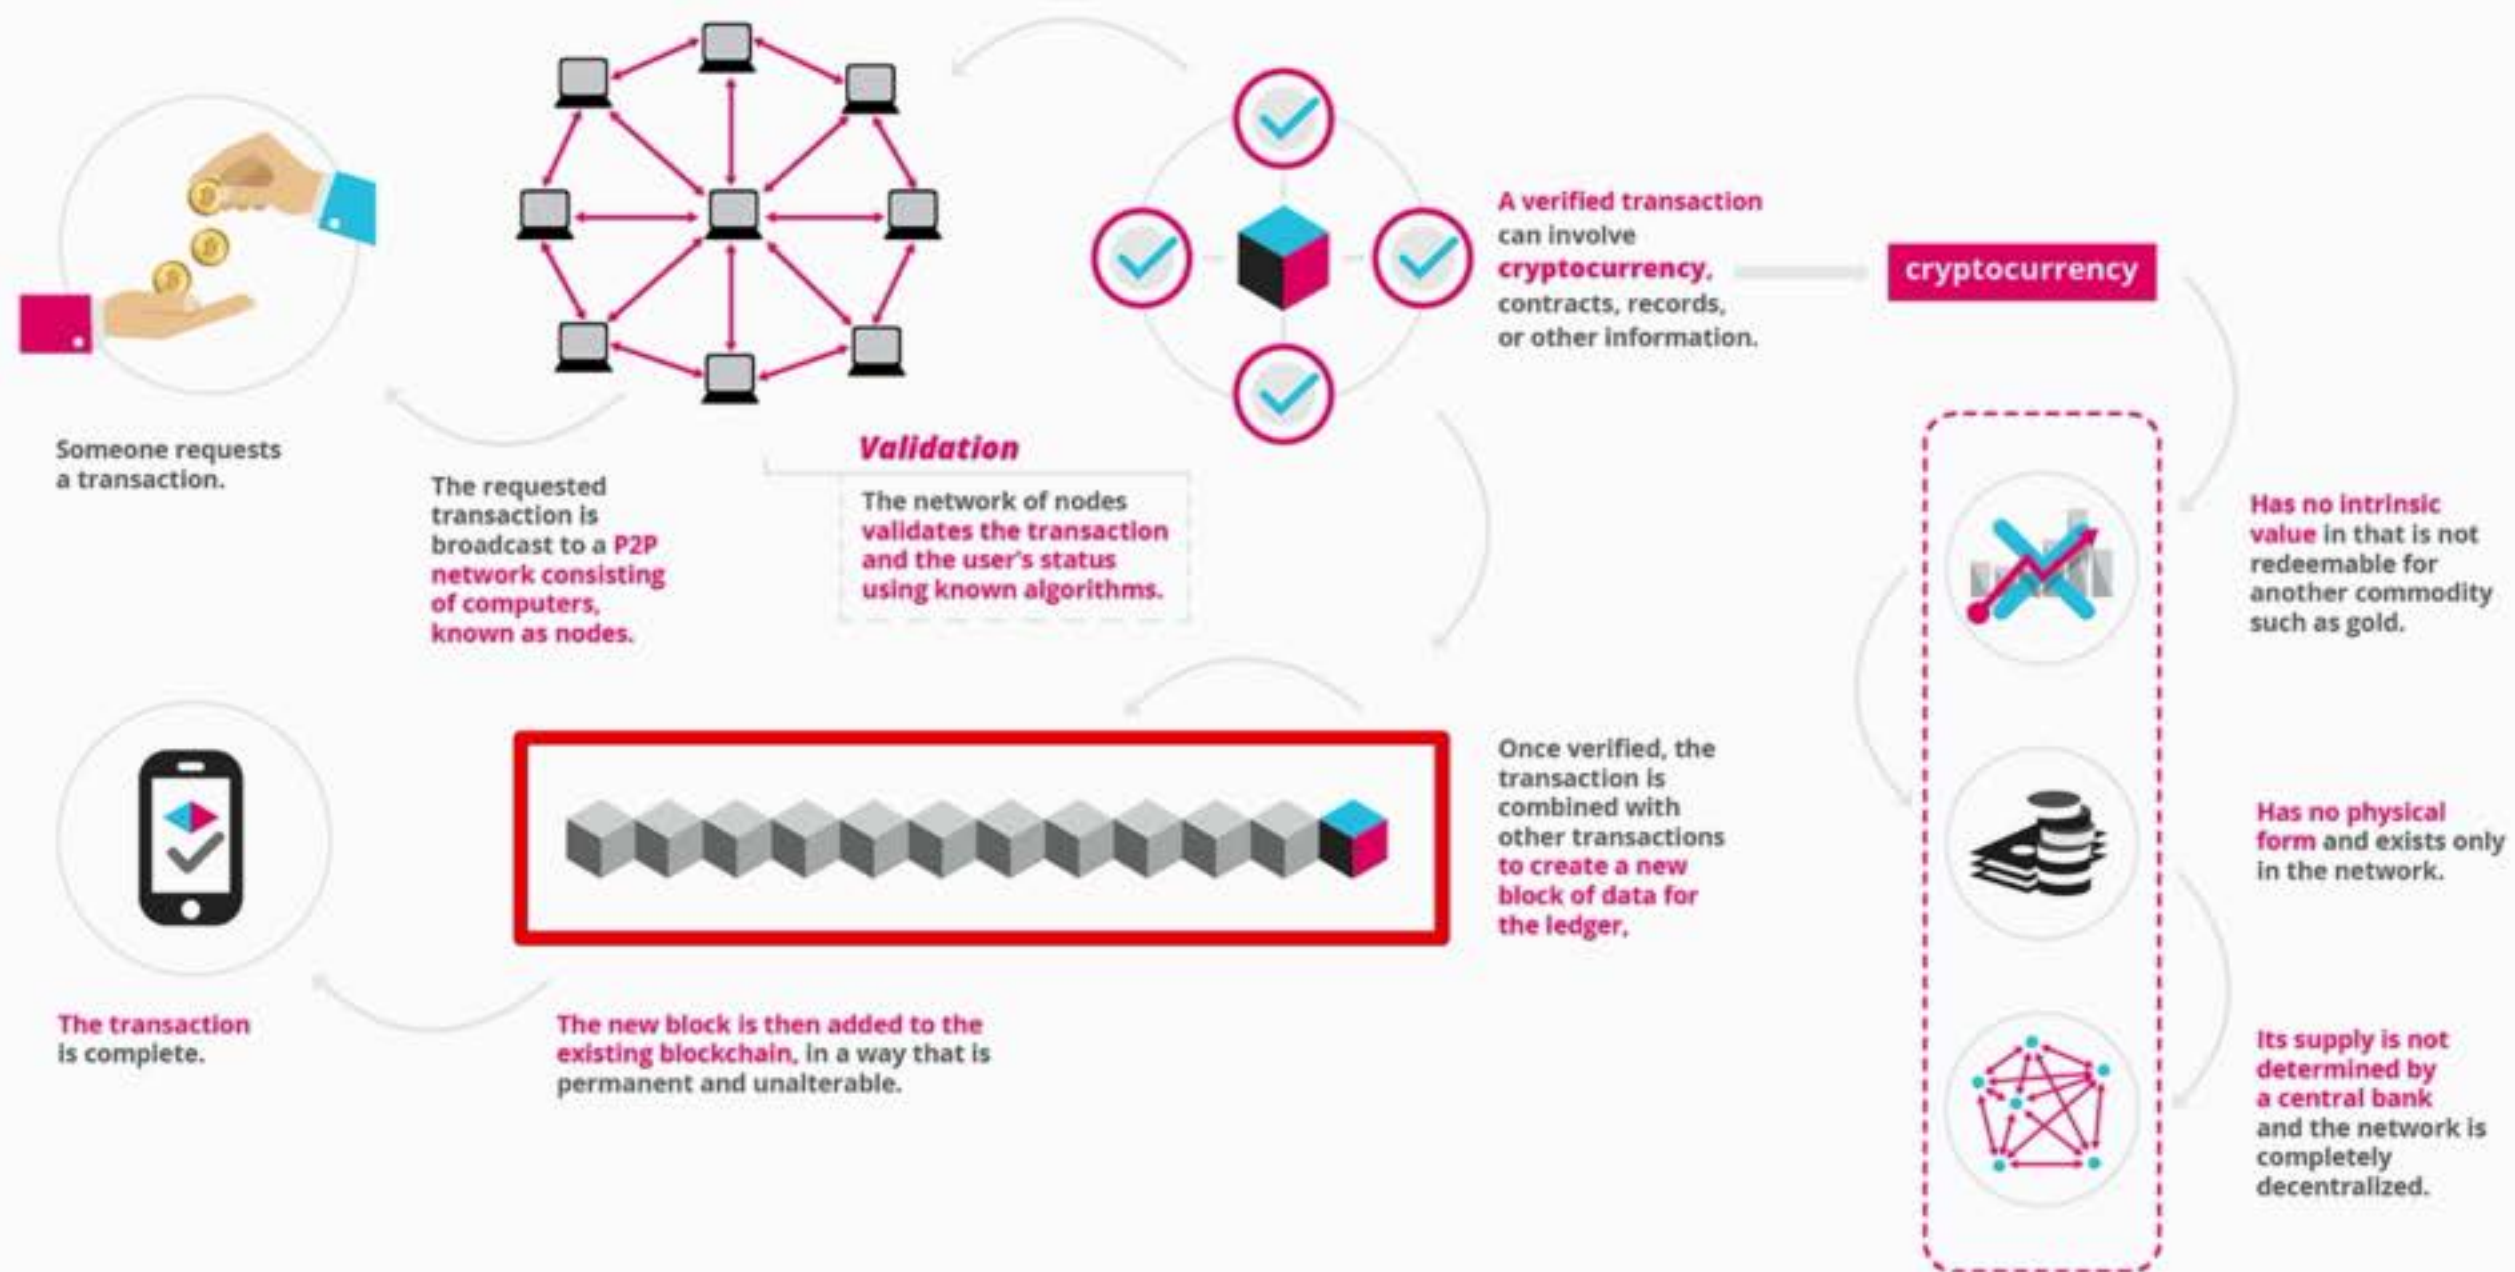 Someone requests
a transaction.
The requested
transaction is
broadcast to a P2P
network consisting
of computers,
known as nodes.
Validation
The network of nodes
validates the transaction
and the user's status
using known algorithms.
A verified transaction
can involve
cryptocurrency,
contracts, records,
or other information.
cryptocurrency
Has no intrinsic
value in that is not
redeemable for
another commodity
such as gold.
Has no physical
form and exists only
in the network.
Its supply is not
determined by
a central bank
and the network is
completely
decentralized.
Once verified, the
transaction is
combined with
other transactions
to create a new
block of data for
the ledger,
The new block is then added to the
existing blockchain, in a way that is
permanent and unalterable.
The transaction
is complete.